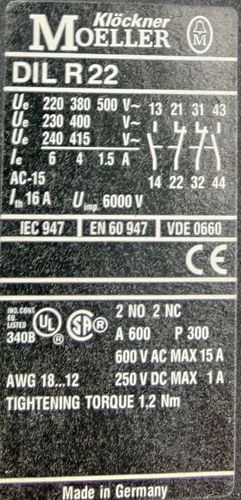 Klöckner
MOELLER
M
DIL R 22
Ue 220 380 500 V~ 13 21 31 43
Ue 230 400 V~
Ue 240 415 V~
Ie 6 4 1.5 A
AC-15 14 22 32 44
Ith 16 A Uimp. 6000 V
IEC 947 EN 60 947 VDE 0660
CE
IND. CONT. EQ. LISTED 340B UL ® SA ® 2 NO 2 NC
A 600 P 300
600 V AC MAX 15 A
AWG 18...12 250 V DC MAX 1 A
TIGHTENING TORQUE 1,2 Nm
Made in Germany